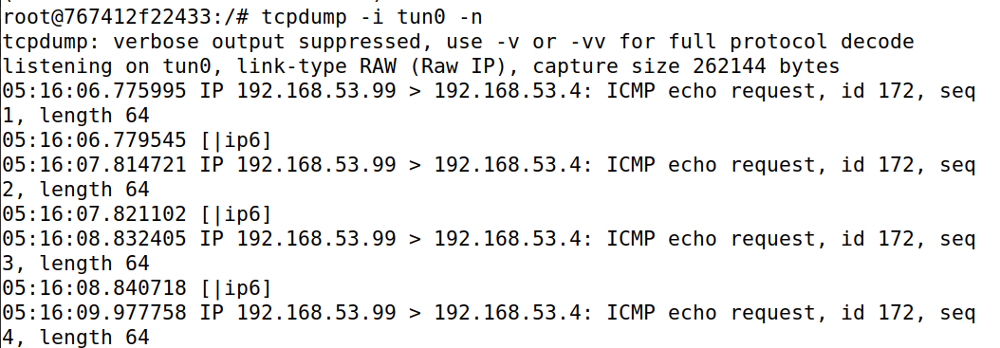 root@767412f22433:/# tcpdump -i tun0 -n
tcpdump: verbose output suppressed, use -v or -vv for full protocol decode
listening on tun0, link-type RAW (Raw IP), capture size 262144 bytes
05:16:06.775995 IP 192.168.53.99 > 192.168.53.4: ICMP echo request, id 172, seq
1, length 64
05:16:06.779545 [|ip6]
05:16:07.814721 IP 192.168.53.99 > 192.168.53.4: ICMP echo request, id 172, seq
2, length 64
05:16:07.821102 [|ip6]
05:16:08.832405 IP 192.168.53.99 > 192.168.53.4: ICMP echo request, id 172, seq
3, length 64
05:16:08.840718 [|ip6]
05:16:09.977758 IP 192.168.53.99 > 192.168.53.4: ICMP echo request, id 172, seq
4, length 64